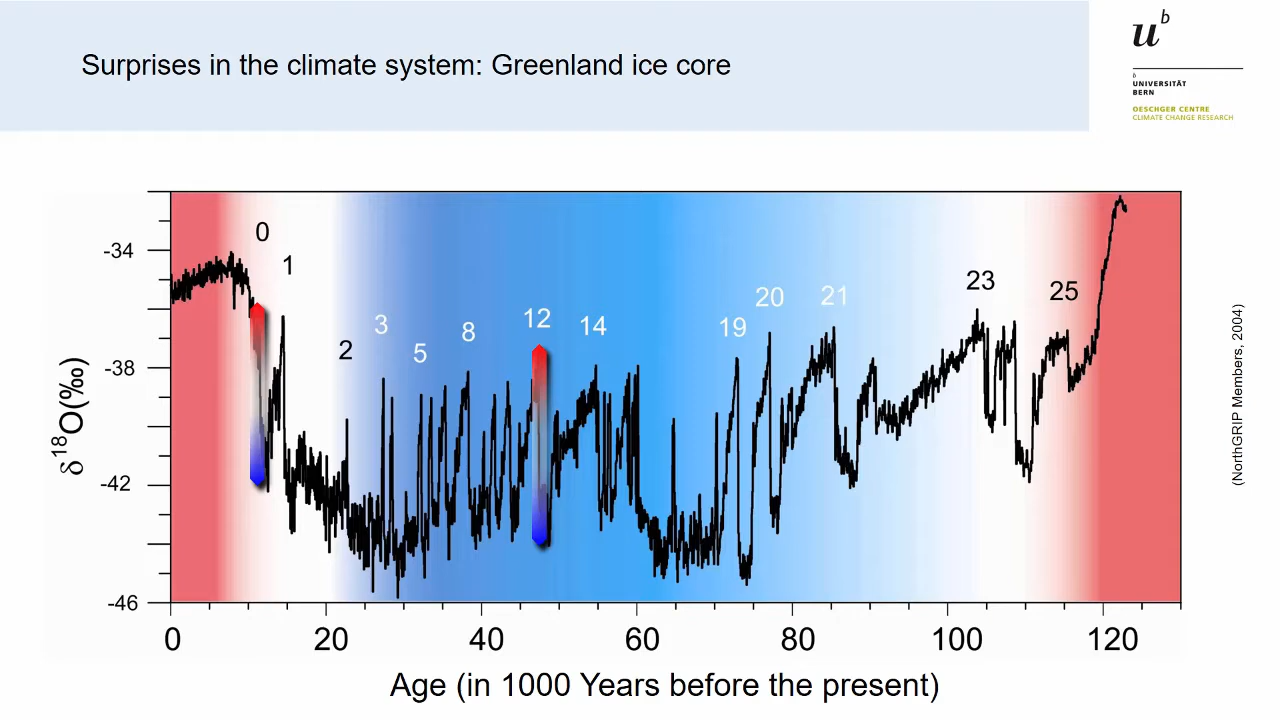 Surprises in the climate system: Greenland ice core
u^b
b
UNIVERSITÄT
BERN
OESCHGER CENTRE
CLIMATE CHANGE RESEARCH
0
1
2
3
5
8
12
14
19
20
21
23
25
-34
-38
-42
-46
δ¹⁸O(‰)
0 20 40 60 80 100 120
Age (in 1000 Years before the present)
(NorthGRIP Members, 2004)